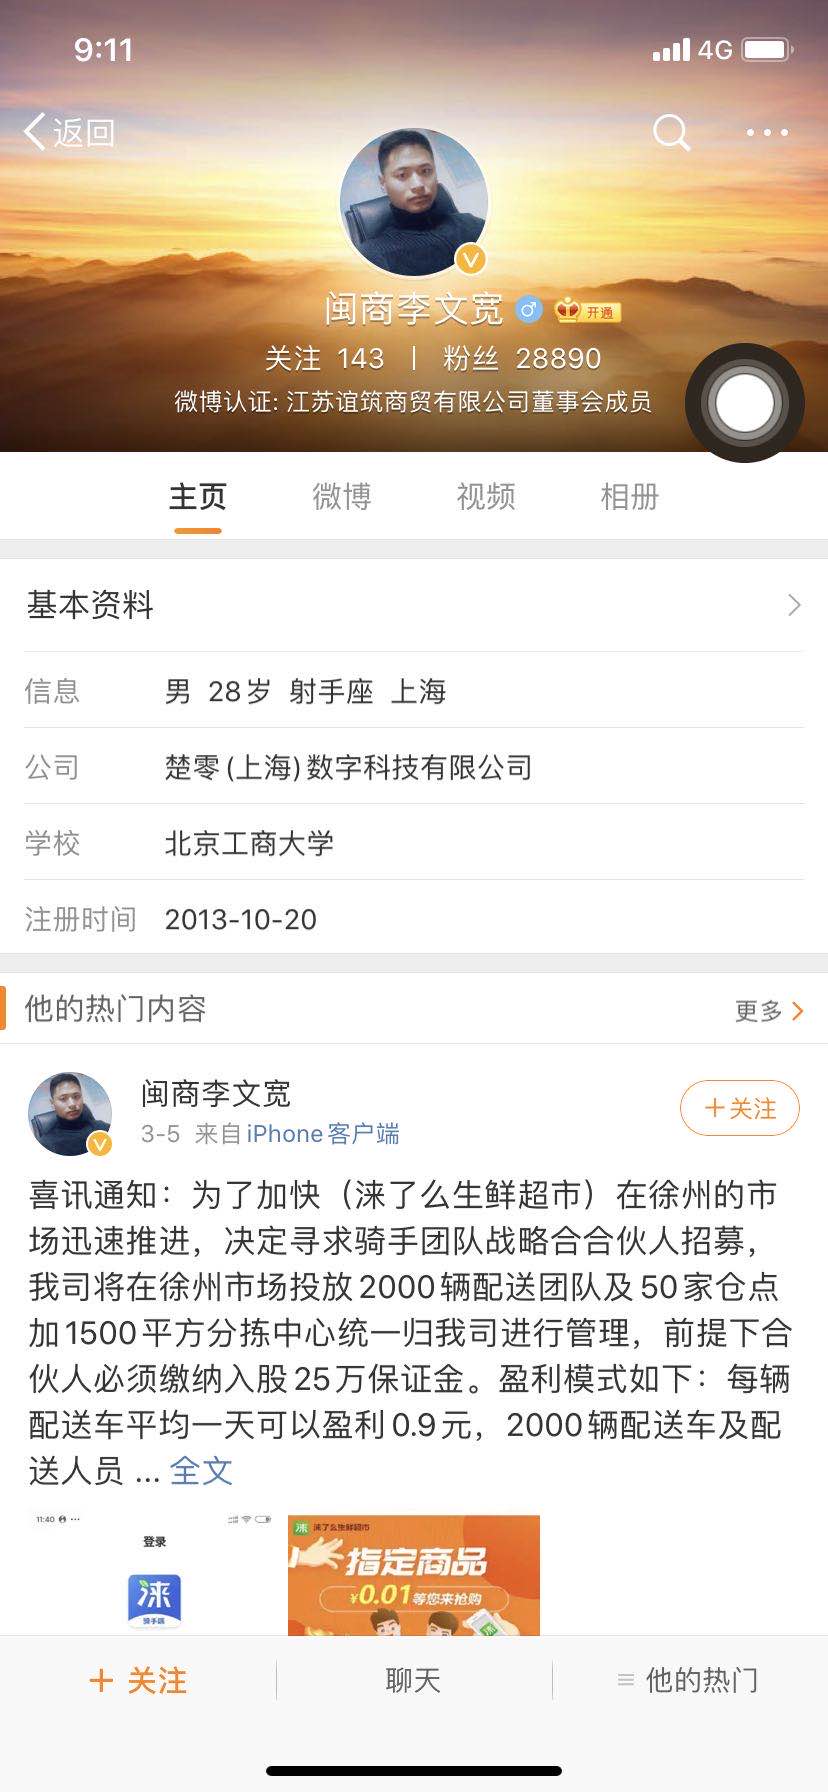 9:11
4G
返回
闽商李文宽
开通
关注 143 | 粉丝 28890
微博认证: 江苏谊筑商贸有限公司董事会成员
主页 微博 视频 相册
基本资料
信息 男 28岁 射手座 上海
公司 楚零(上海)数字科技有限公司
学校 北京工商大学
注册时间 2013-10-20
他的热门内容 更多
闽商李文宽
3-5 来自iPhone客户端
+关注
喜讯通知：为了加快（涞了么生鲜超市）在徐州的市
场迅速推进，决定寻求骑手团队战略合合伙人招募，
我司将在徐州市场投放2000辆配送团队及50家仓点
加1500平方分拣中心统一归我司进行管理，前提下合
伙人必须缴纳入股25万保证金。盈利模式如下：每辆
配送车平均一天可以盈利0.9元，2000辆配送车及配
送人员 ... 全文
11:40
登录
涞
骑手端
涞 涞了么生鲜超市
指定商品
¥0.01等您来抢购
涞
+ 关注 聊天 他的热门